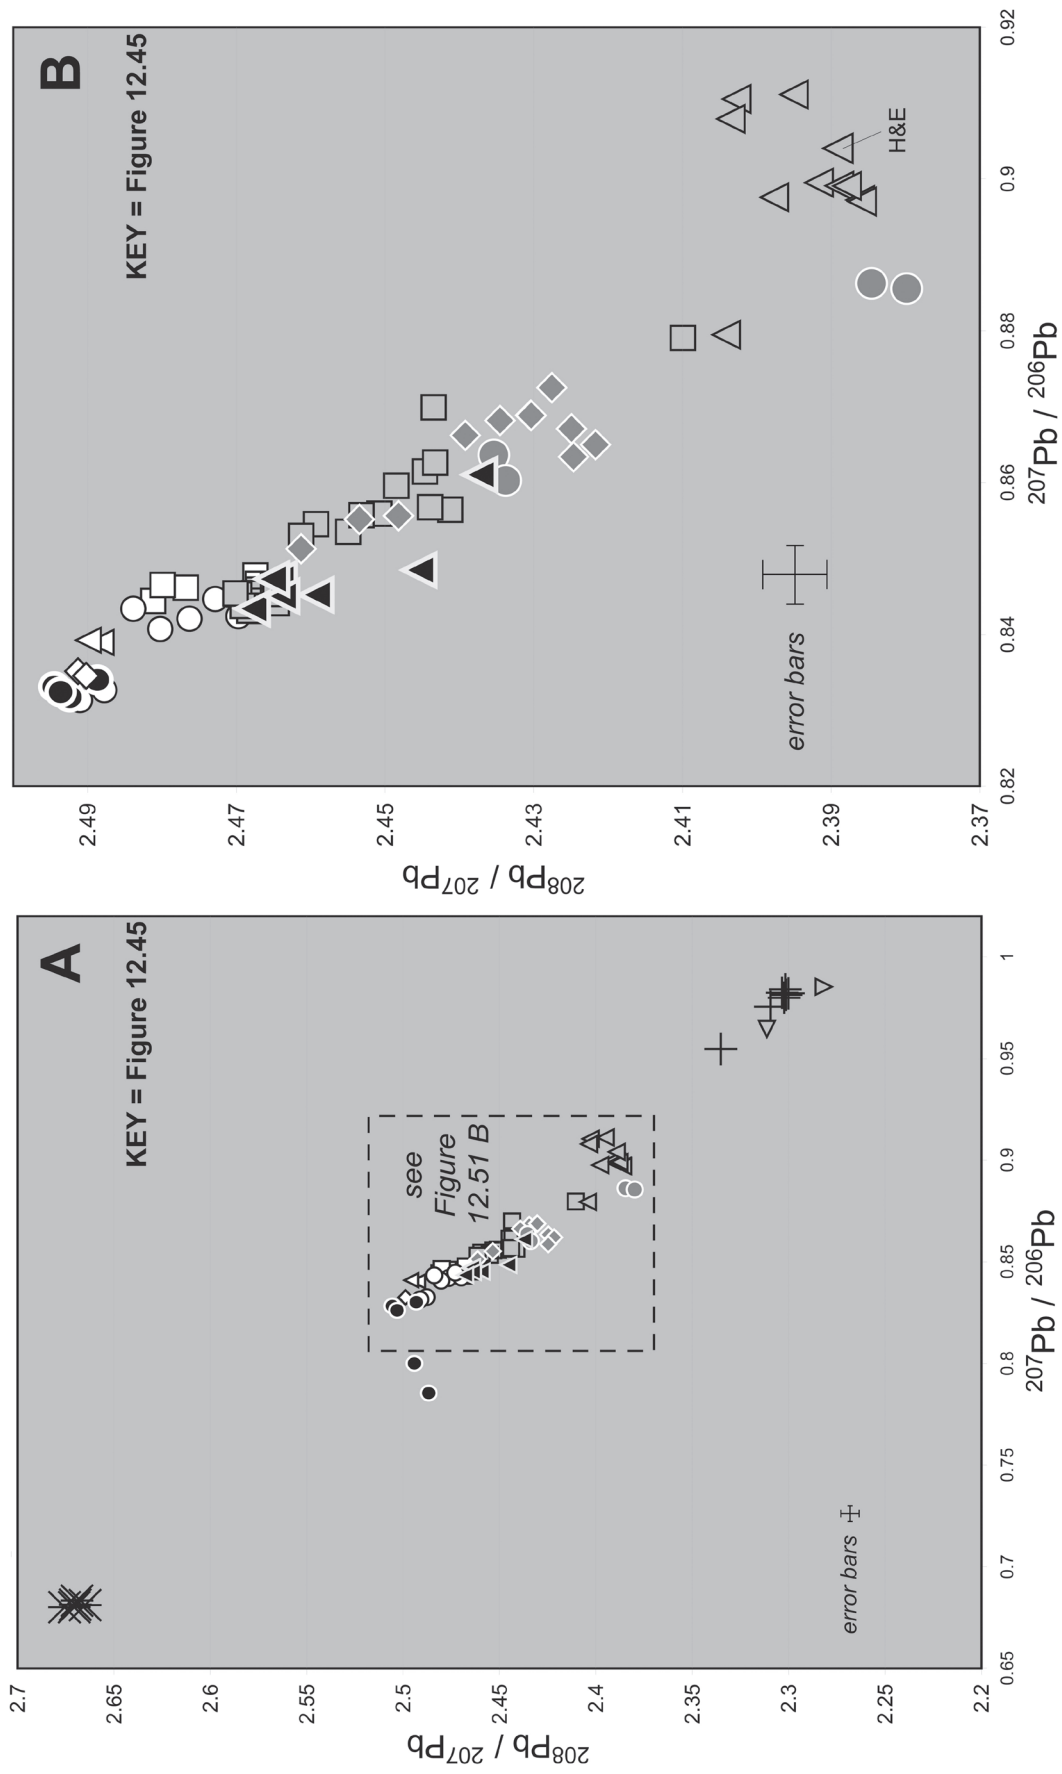 A
KEY = Figure 12.45
see
Figure
12.51 B
error bars
2.7
2.65
2.6
2.55
2.5
2.45
2.4
2.35
2.3
2.25
2.2
208Pb / 207Pb
0.65
0.7
0.75
0.8
0.85
0.9
0.95
1
207Pb / 206Pb
B
KEY = Figure 12.45
H&E
error bars
2.49
2.47
2.45
2.43
2.41
2.39
2.37
208Pb / 207Pb
0.82
0.84
0.86
0.88
0.9
0.92
207Pb / 206Pb